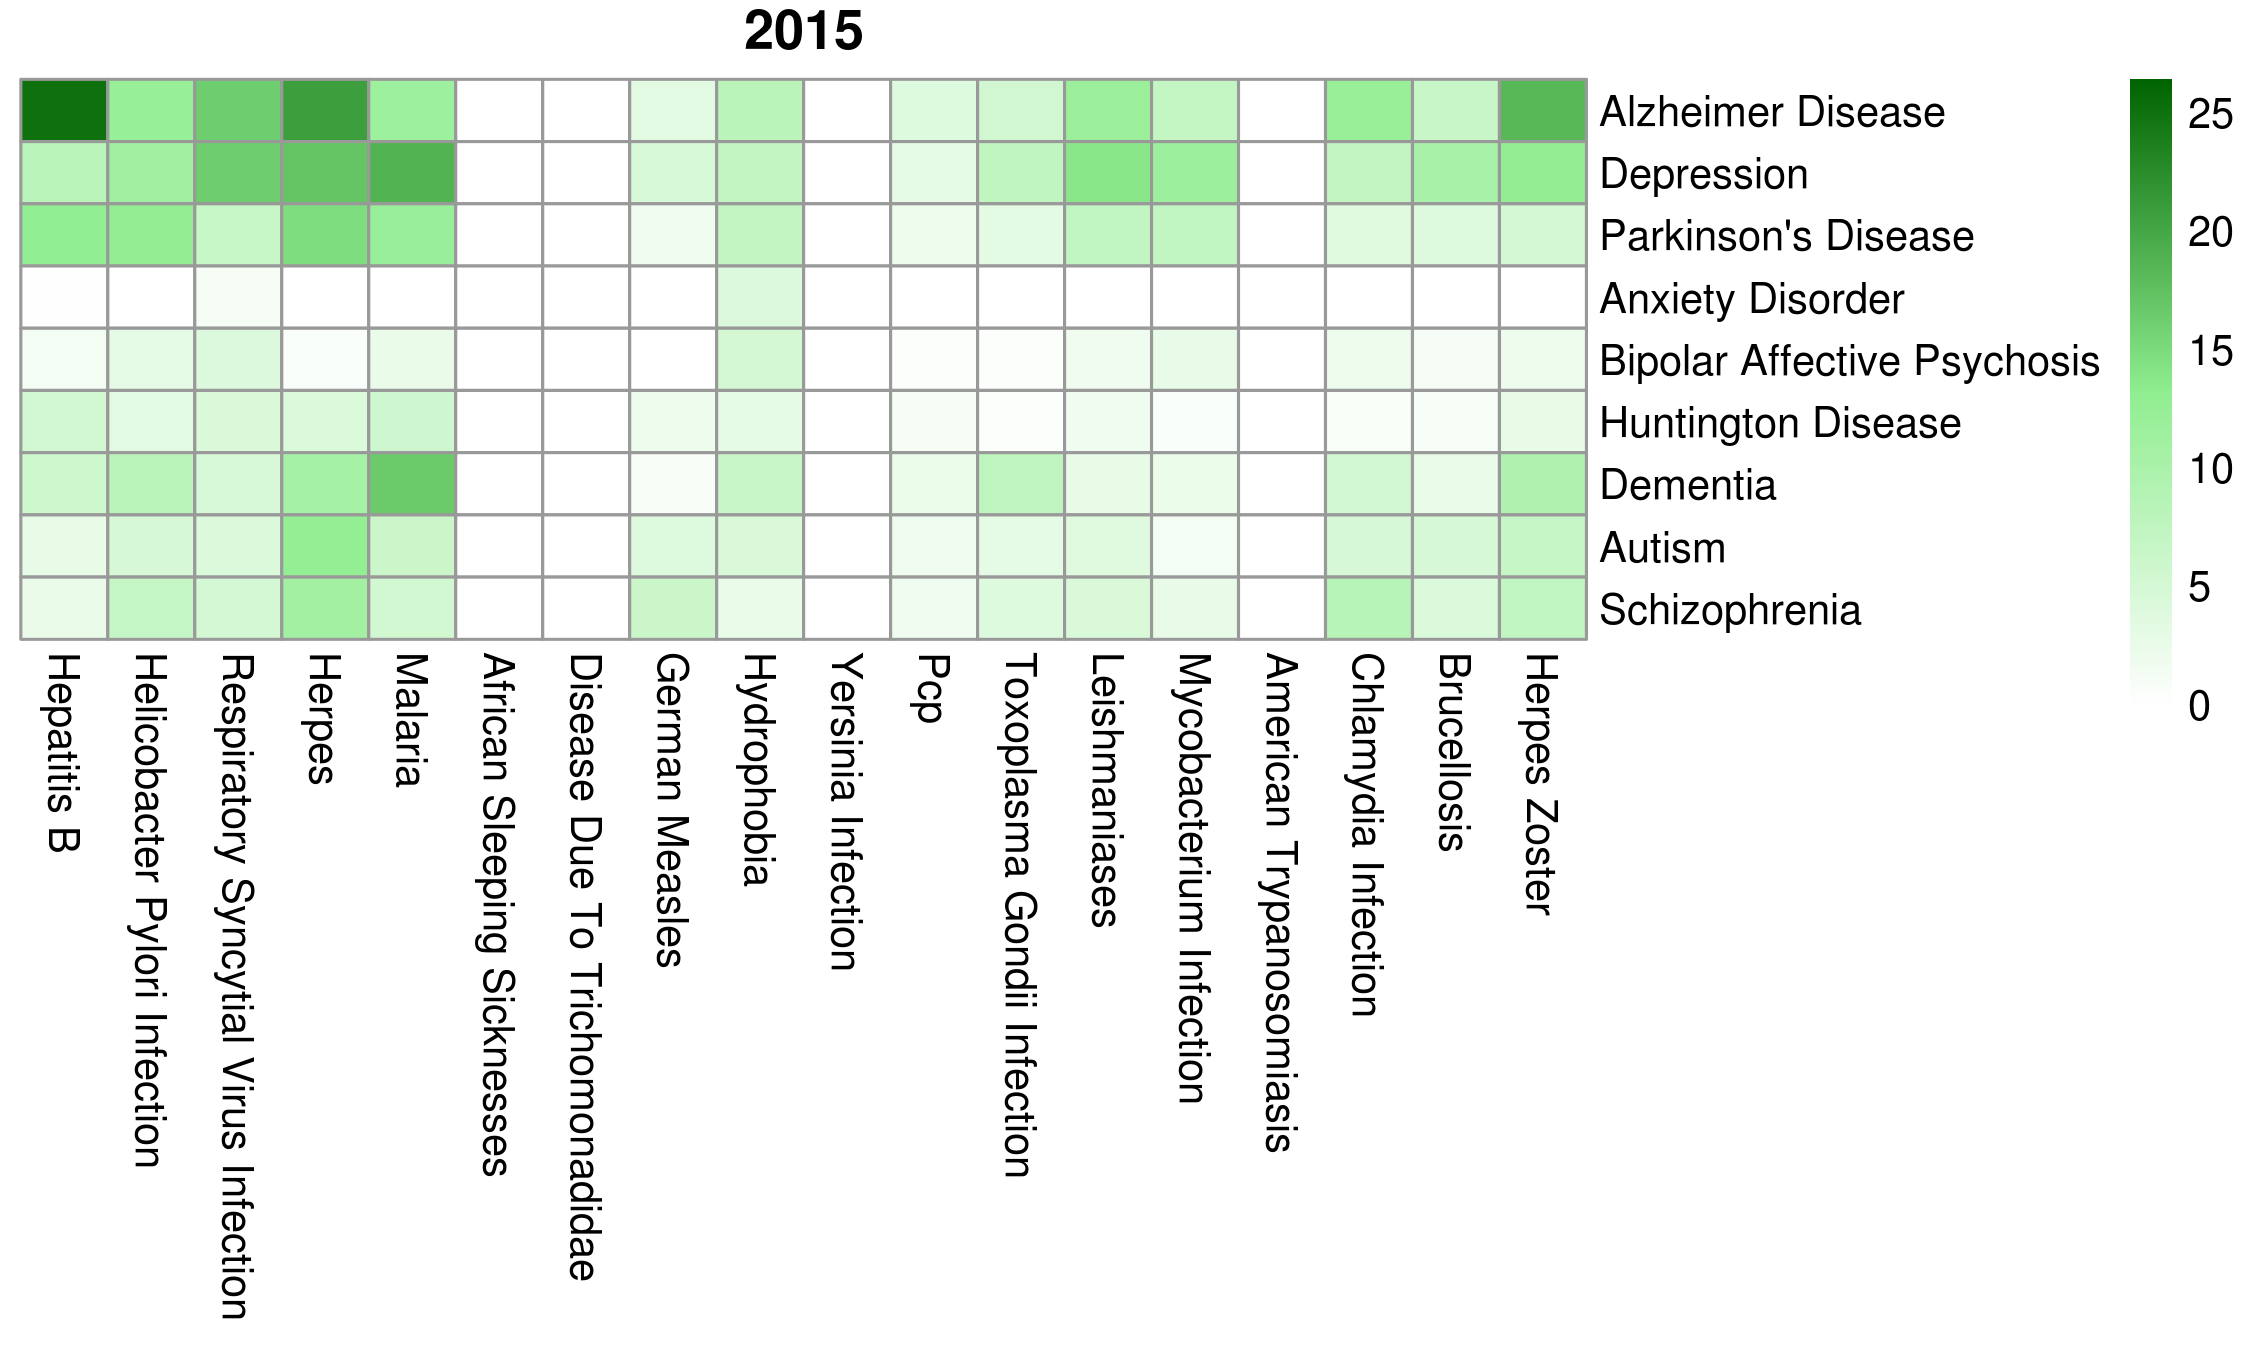 2015
Alzheimer Disease
Depression
Parkinson's Disease
Anxiety Disorder
Bipolar Affective Psychosis
Huntington Disease
Dementia
Autism
Schizophrenia
25
20
15
10
5
0
Hepatitis B
Helicobacter Pylori Infection
Respiratory Syncytial Virus Infection
Herpes
Malaria
African Sleeping Sicknesses
Disease Due To Trichomonadidae
German Measles
Hydrophobia
Yersinia Infection
Pcp
Toxoplasma Gondii Infection
Leishmaniases
Mycobacterium Infection
American Trypanosomiasis
Chlamydia Infection
Brucellosis
Herpes Zoster